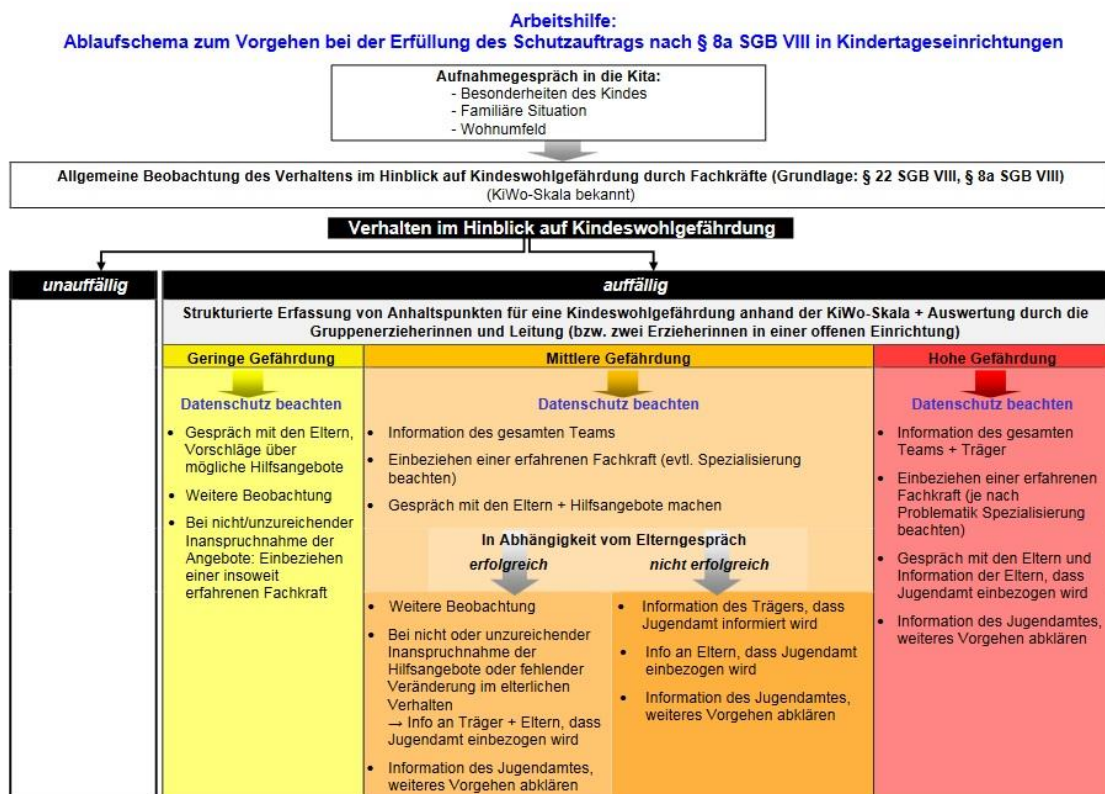 Arbeitshilfe:
Ablaufschema zum Vorgehen bei der Erfüllung des Schutzauftrags nach § 8a SGB VIII in Kindertageseinrichtungen
Aufnahmegespräch in die Kita:
- Besonderheiten des Kindes
- Familiäre Situation
- Wohnumfeld
Allgemeine Beobachtung des Verhaltens im Hinblick auf Kindeswohlgefährdung durch Fachkräfte (Grundlage: § 22 SGB VIII, § 8a SGB VIII)
(KiWo-Skala bekannt)
Verhalten im Hinblick auf Kindeswohlgefährdung
unauffällig
auffällig
Strukturierte Erfassung von Anhaltspunkten für eine Kindeswohlgefährdung anhand der KiWo-Skala + Auswertung durch die
Gruppenerzieherinnen und Leitung (bzw. zwei Erzieherinnen in einer offenen Einrichtung)
Geringe Gefährdung
Datenschutz beachten
• Gespräch mit den Eltern,
Vorschläge über
mögliche Hilfsangebote
• Weitere Beobachtung
• Bei nicht/unzureichender
Inanspruchnahme der
Angebote: Einbeziehen
einer insoweit
erfahrenen Fachkraft
Mittlere Gefährdung
Datenschutz beachten
• Information des gesamten Teams
• Einbeziehen einer erfahrenen Fachkraft (evtl. Spezialisierung
beachten)
• Gespräch mit den Eltern + Hilfsangebote machen
In Abhängigkeit vom Elterngespräch
erfolgreich
nicht erfolgreich
• Weitere Beobachtung
• Bei nicht oder unzureichender
Inanspruchnahme der
Hilfsangebote oder fehlender
Veränderung im elterlichen
Verhalten
→ Info an Träger + Eltern, dass
Jugendamt einbezogen wird
• Information des Jugendamtes,
weiteres Vorgehen abklären
• Information des Trägers, dass
Jugendamt informiert wird
• Info an Eltern, dass Jugendamt
einbezogen wird
• Information des Jugendamtes,
weiteres Vorgehen abklären
Hohe Gefährdung
Datenschutz beachten
• Information des gesamten
Teams + Träger
• Einbeziehen einer erfahrenen
Fachkraft (je nach
Problematik Spezialisierung
beachten)
• Gespräch mit den Eltern und
Information der Eltern, dass
Jugendamt einbezogen wird
• Information des Jugendamtes,
weiteres Vorgehen abklären